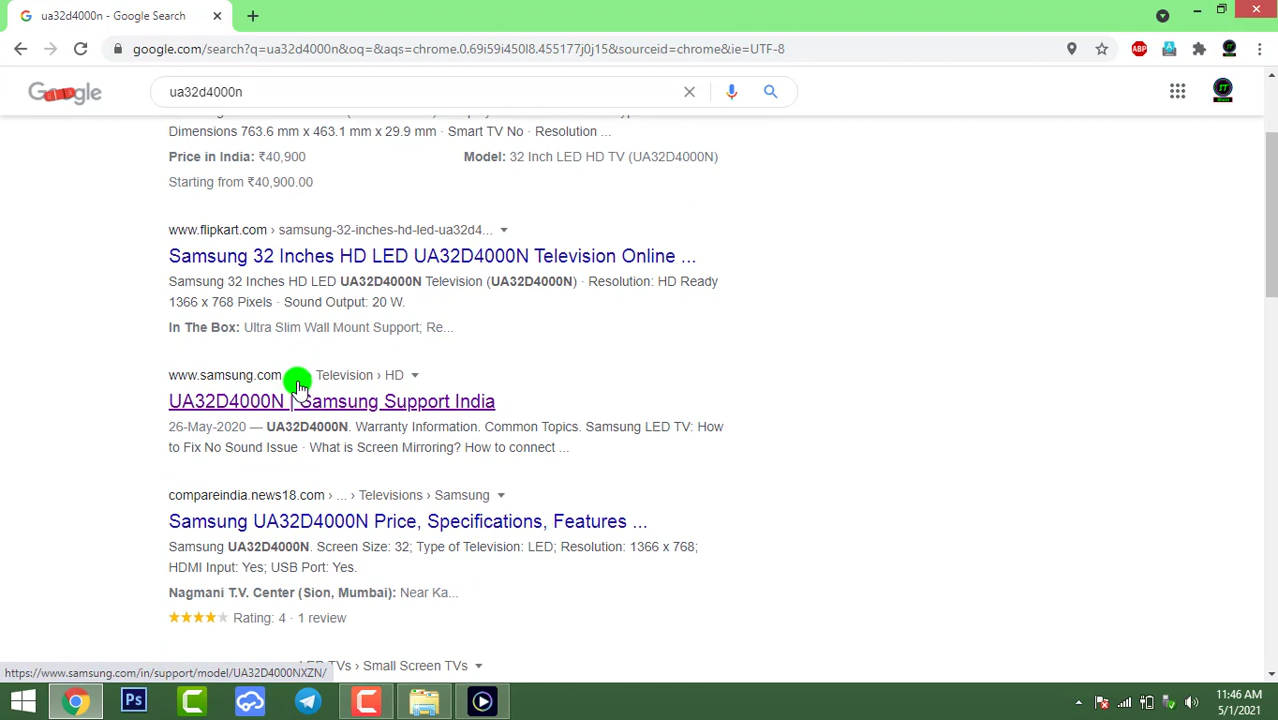 ua32d4000n - Google Search
google.com/search?q=ua32d4000n&oq=&aqs=chrome.0.69i59i450l8.455177j0j15&sourceid=chrome&ie=UTF-8
ABP
Google
ua32d4000n
Dimensions 763.6 mm x 463.1 mm x 29.9 mm · Smart TV No · Resolution ...
Price in India: ₹40,900
Model: 32 Inch LED HD TV (UA32D4000N)
Starting from ₹40,900.00
www.flipkart.com › samsung-32-inches-hd-led-ua32d4...
Samsung 32 Inches HD LED UA32D4000N Television Online ...
Samsung 32 Inches HD LED UA32D4000N Television (UA32D4000N) · Resolution: HD Ready
1366 x 768 Pixels · Sound Output: 20 W.
In The Box: Ultra Slim Wall Mount Support; Re...
www.samsung.com Television › HD
UA32D4000N | Samsung Support India
26-May-2020 — UA32D4000N. Warranty Information. Common Topics. Samsung LED TV: How
to Fix No Sound Issue · What is Screen Mirroring? How to connect ...
compareindia.news18.com › ... › Televisions › Samsung
Samsung UA32D4000N Price, Specifications, Features ...
Samsung UA32D4000N. Screen Size: 32; Type of Television: LED; Resolution: 1366 x 768;
HDMI Input: Yes; USB Port: Yes.
Nagmani T.V. Center (Sion, Mumbai): Near Ka...
Rating: 4 · 1 review
LED TVs › Small Screen TVs
https://www.samsung.com/in/support/model/UA32D4000NXZN/
Ps
C
C
11:46 AM
5/1/2021